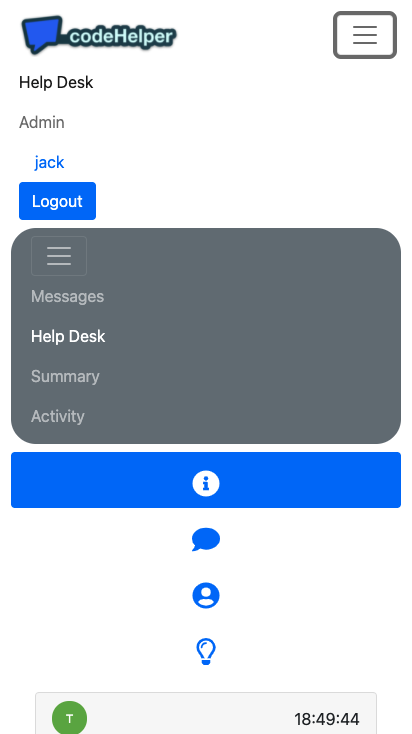 codeHelper
Help Desk
Admin
jack
Logout
Messages
Help Desk
Summary
Activity
T
18:49:44